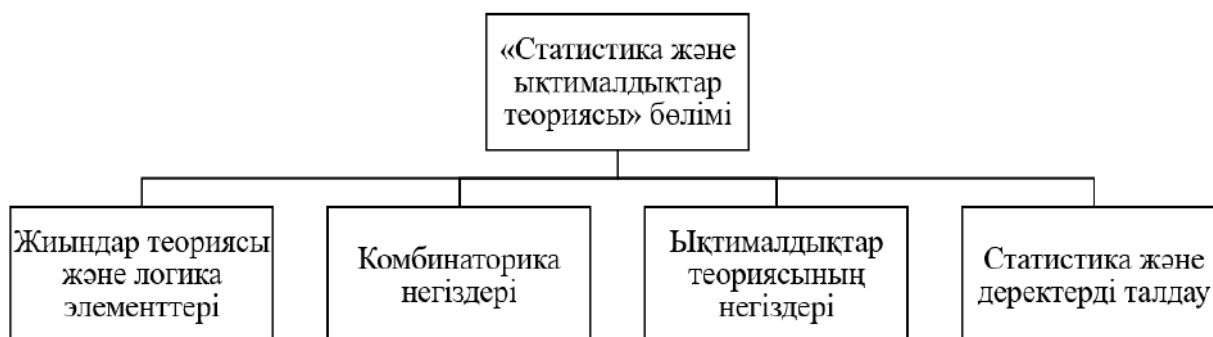 «Статистика және
ықтималдықтар
теориясы» бөлімі
Жиындар теориясы
және логика
элементтері
Комбинаторика
негіздері
Ықтималдықтар
теориясының
негіздері
Статистика және
деректерді талдау